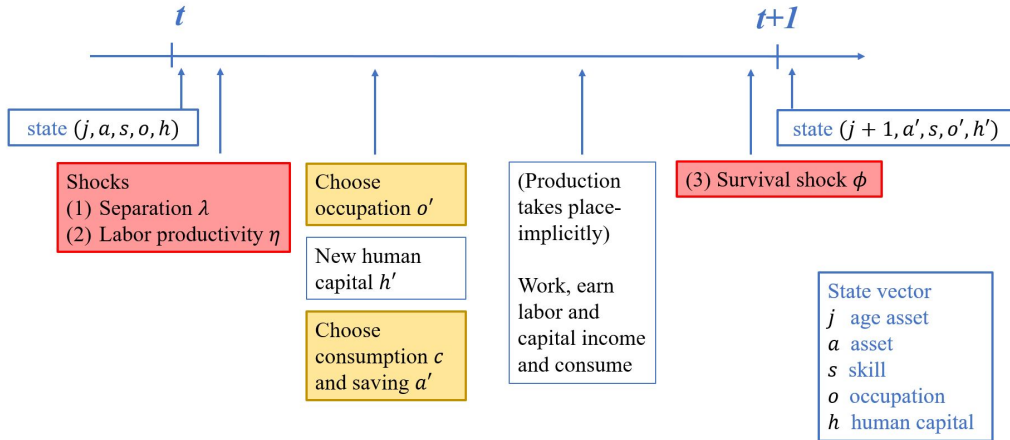 t
t+1
state (j, a, s, o, h)
state (j + 1, a′, s, o′, h′)
Shocks
(1) Separation λ
(2) Labor productivity η
Choose
occupation o′
New human
capital h′
Choose
consumption c
and saving a′
(Production
takes place-
implicitly)
Work, earn
labor and
capital income
and consume
(3) Survival shock ϕ
State vector
j age asset
a asset
s skill
o occupation
h human capital